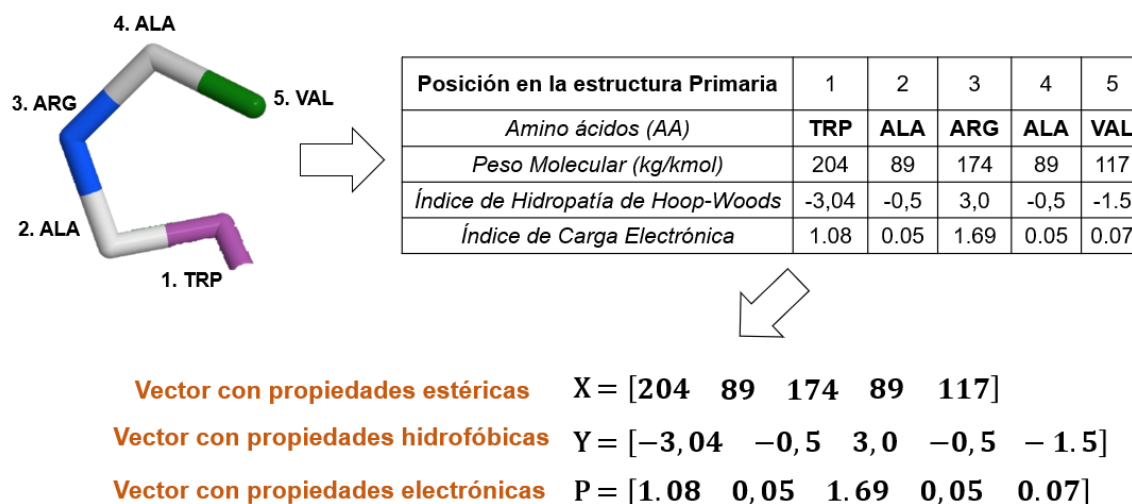 4. ALA
3. ARG
5. VAL
2. ALA
1. TRP
Posición en la estructura Primaria 1 2 3 4 5
Amino ácidos (AA) TRP ALA ARG ALA VAL
Peso Molecular (kg/kmol) 204 89 174 89 117
Índice de Hidropatía de Hoop-Woods -3,04 -0,5 3,0 -0,5 -1.5
Índice de Carga Electrónica 1.08 0.05 1.69 0.05 0.07
Vector con propiedades estéricas X = [204 89 174 89 117]
Vector con propiedades hidrofóbicas Y = [−3,04 −0,5 3,0 −0,5 − 1.5]
Vector con propiedades electrónicas P = [1.08 0,05 1.69 0,05 0.07]